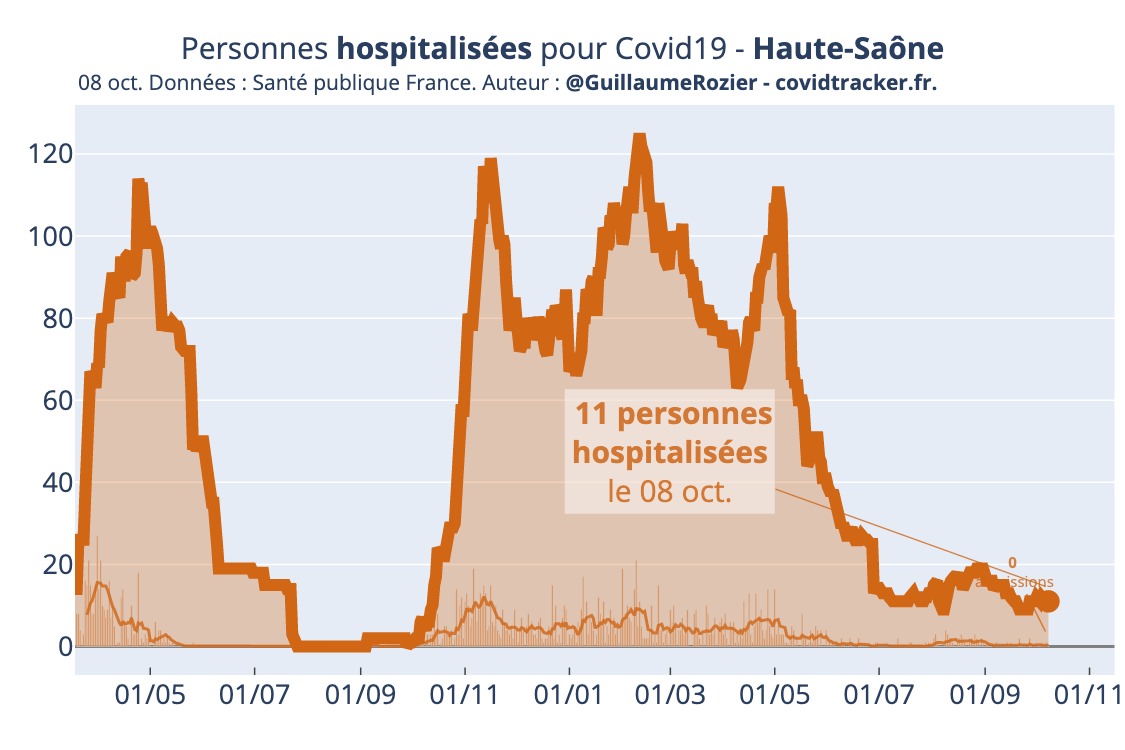 Personnes hospitalisées pour Covid19 - Haute-Saône
08 oct. Données : Santé publique France. Auteur : @GuillaumeRozier - covidtracker.fr.
120
100
80
60
40
20
0
11 personnes
hospitalisées
le 08 oct.
0
01/05 01/07 01/09 01/11 01/01 01/03 01/05 01/07 01/09 01/11